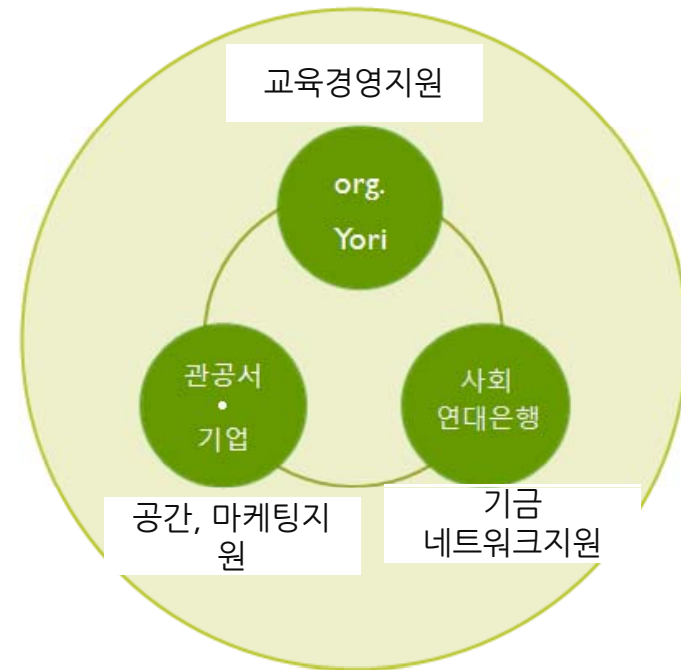 교육경영지원
org.
Yori
관공서
•
기업
사회
연대은행
공간, 마케팅지
원
기금
네트워크지원